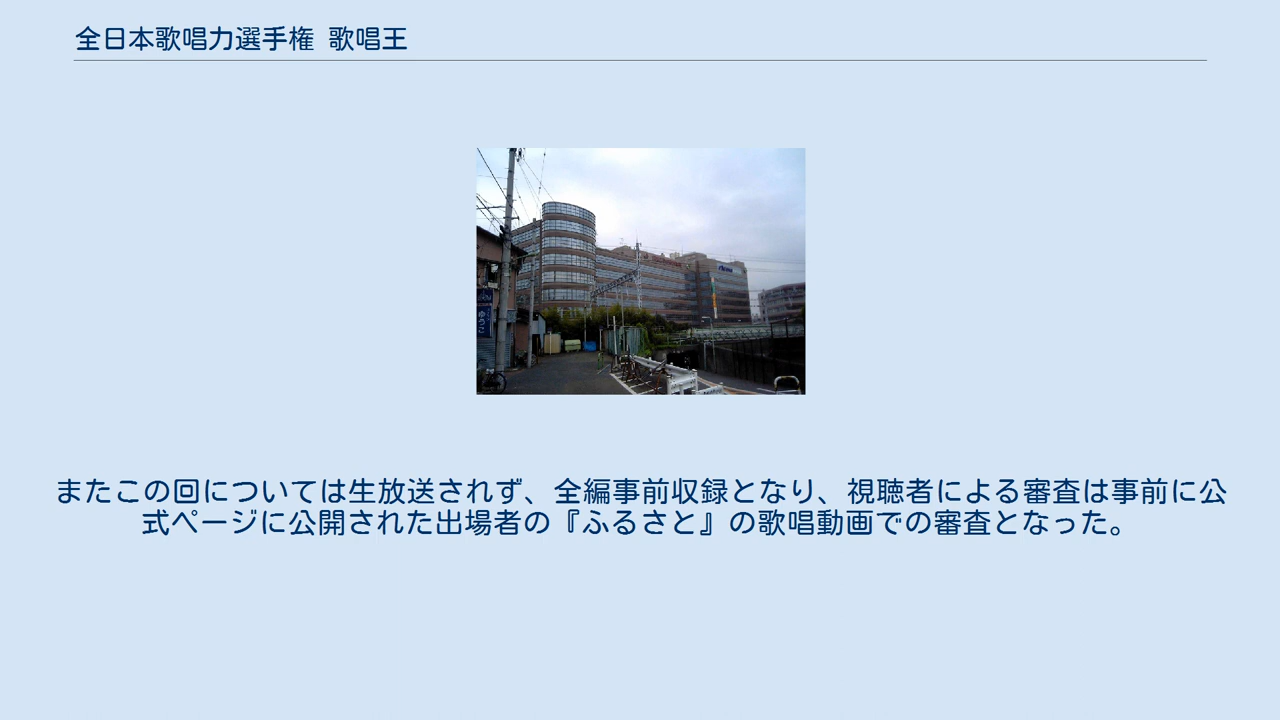 全日本歌唱力選手権 歌唱王
ゆうこ
またこの回については生放送されず、全編事前収録となり、視聴者による審査は事前に公
式ページに公開された出場者の『ふるさと』の歌唱動画での審査となった。